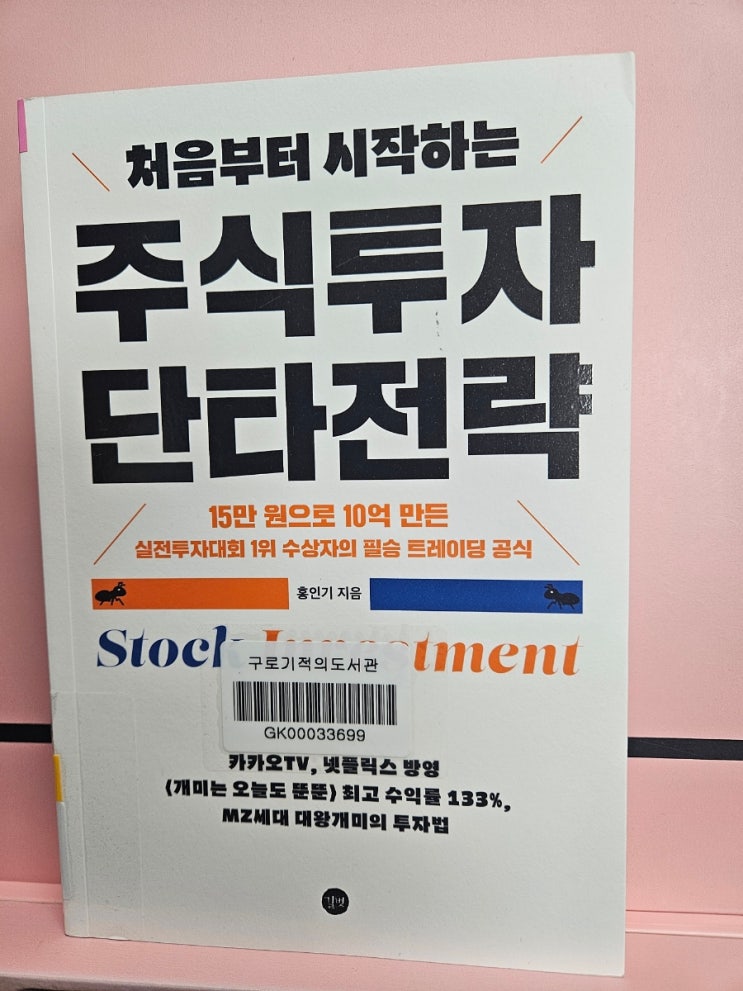 처음부터 시작하는
주식투자
단타전략
15만 원으로 10억 만든
실전투자대회 1위 수상자의 필승 트레이딩 공식
홍인기 지음
Stock
구로기적의도서관
GK00033699
카카오TV, 넷플릭스 방영
〈개미는 오늘도 뚠뚠〉 최고 수익률 133%,
MZ세대 대왕개미의 투자법
길벗